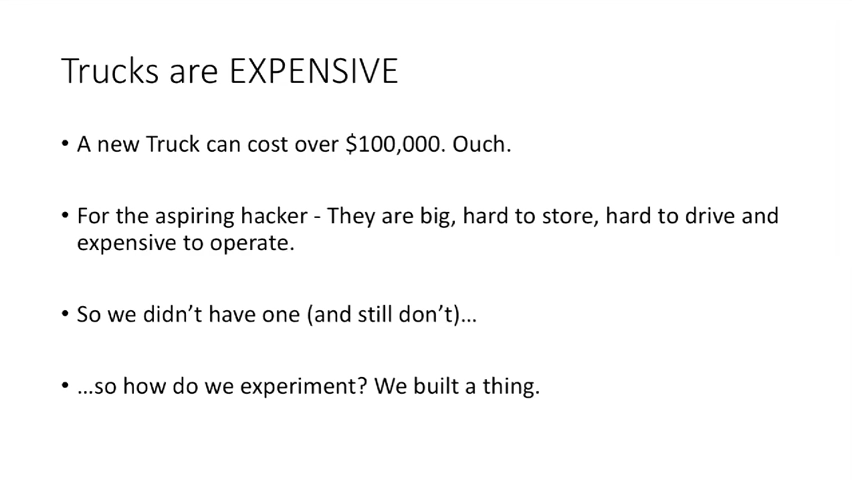 Trucks are EXPENSIVE
• A new Truck can cost over $100,000. Ouch.
• For the aspiring hacker - They are big, hard to store, hard to drive and
expensive to operate.
• So we didn’t have one (and still don’t)…
• …so how do we experiment? We built a thing.